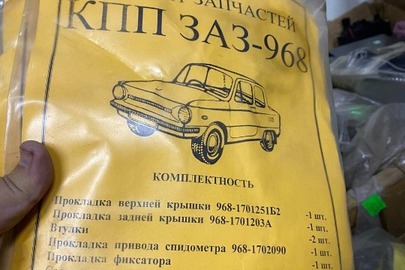 ЗАПЧАСТЕЙ
КПП ЗАЗ-968
КОМПЛЕКТНОСТЬ
Прокладка верхней крышки 968-1701251Б2 -1 шт.
Прокладка задней крышки 968-1701203А -1 шт.
Втулки -2 шт.
Прокладка привода спидометра 968-1702090 -1 шт.
Прокладка фиксатора -1 шт.